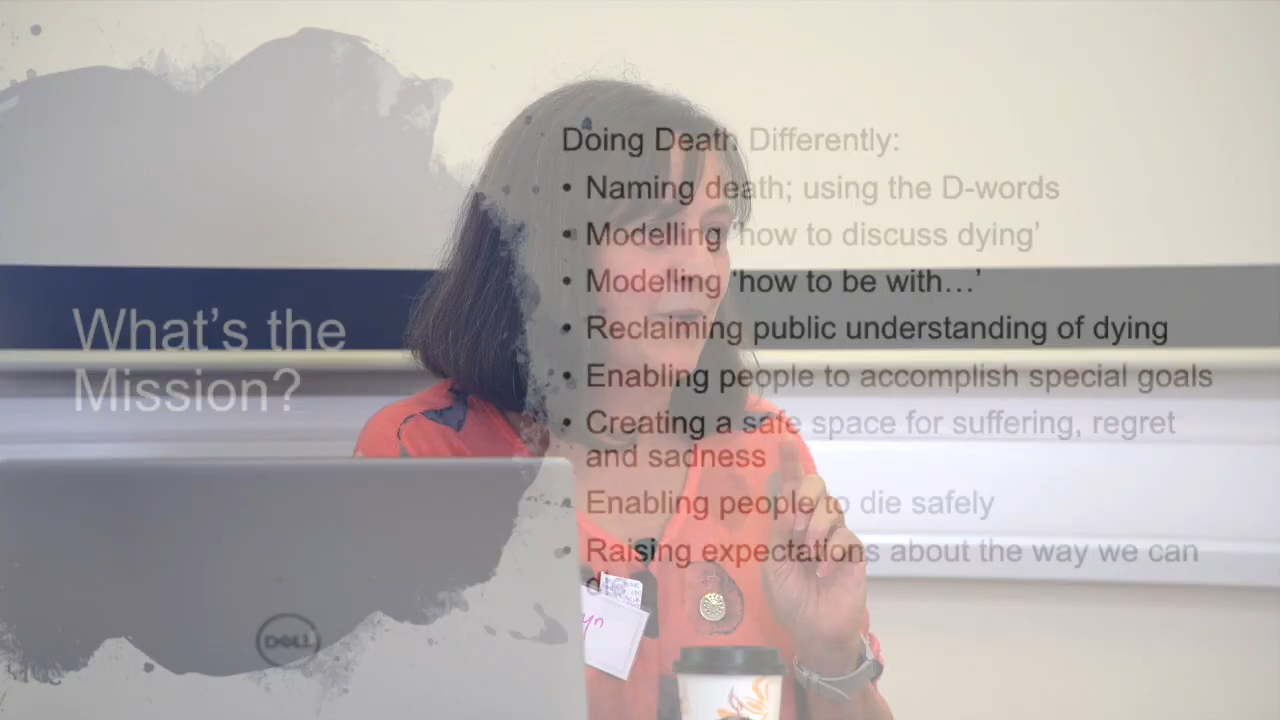 What's the
Mission?
Doing Death Differently:
• Naming death; using the D-words
• Modelling 'how to discuss dying'
• Modelling 'how to be with…'
• Reclaiming public understanding of dying
• Enabling people to accomplish special goals
• Creating a safe space for suffering, regret
and sadness
• Enabling people to die safely
• Raising expectations about the way we can
DELL
yn